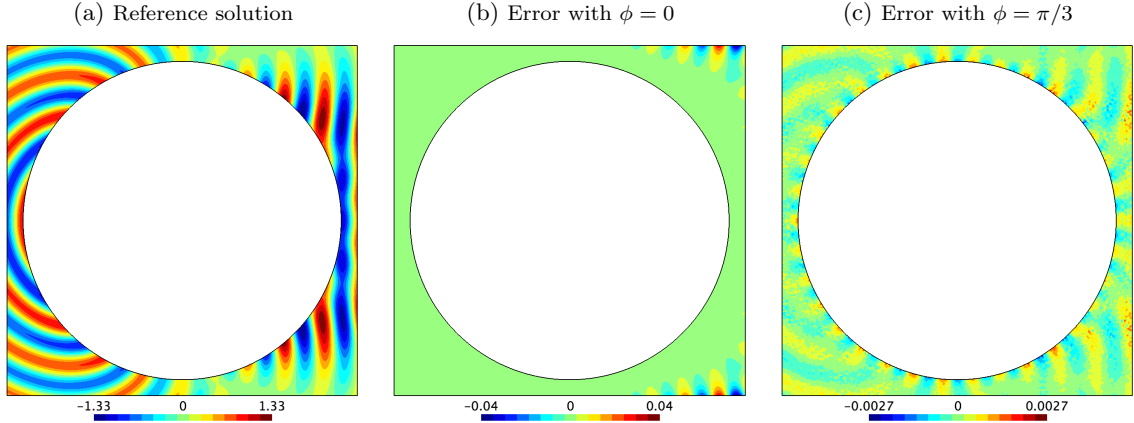 (a) Reference solution
(b) Error with ϕ = 0
(c) Error with ϕ = π/3
−1.33 0 1.33
−0.04 0 0.04
−0.0027 0 0.0027